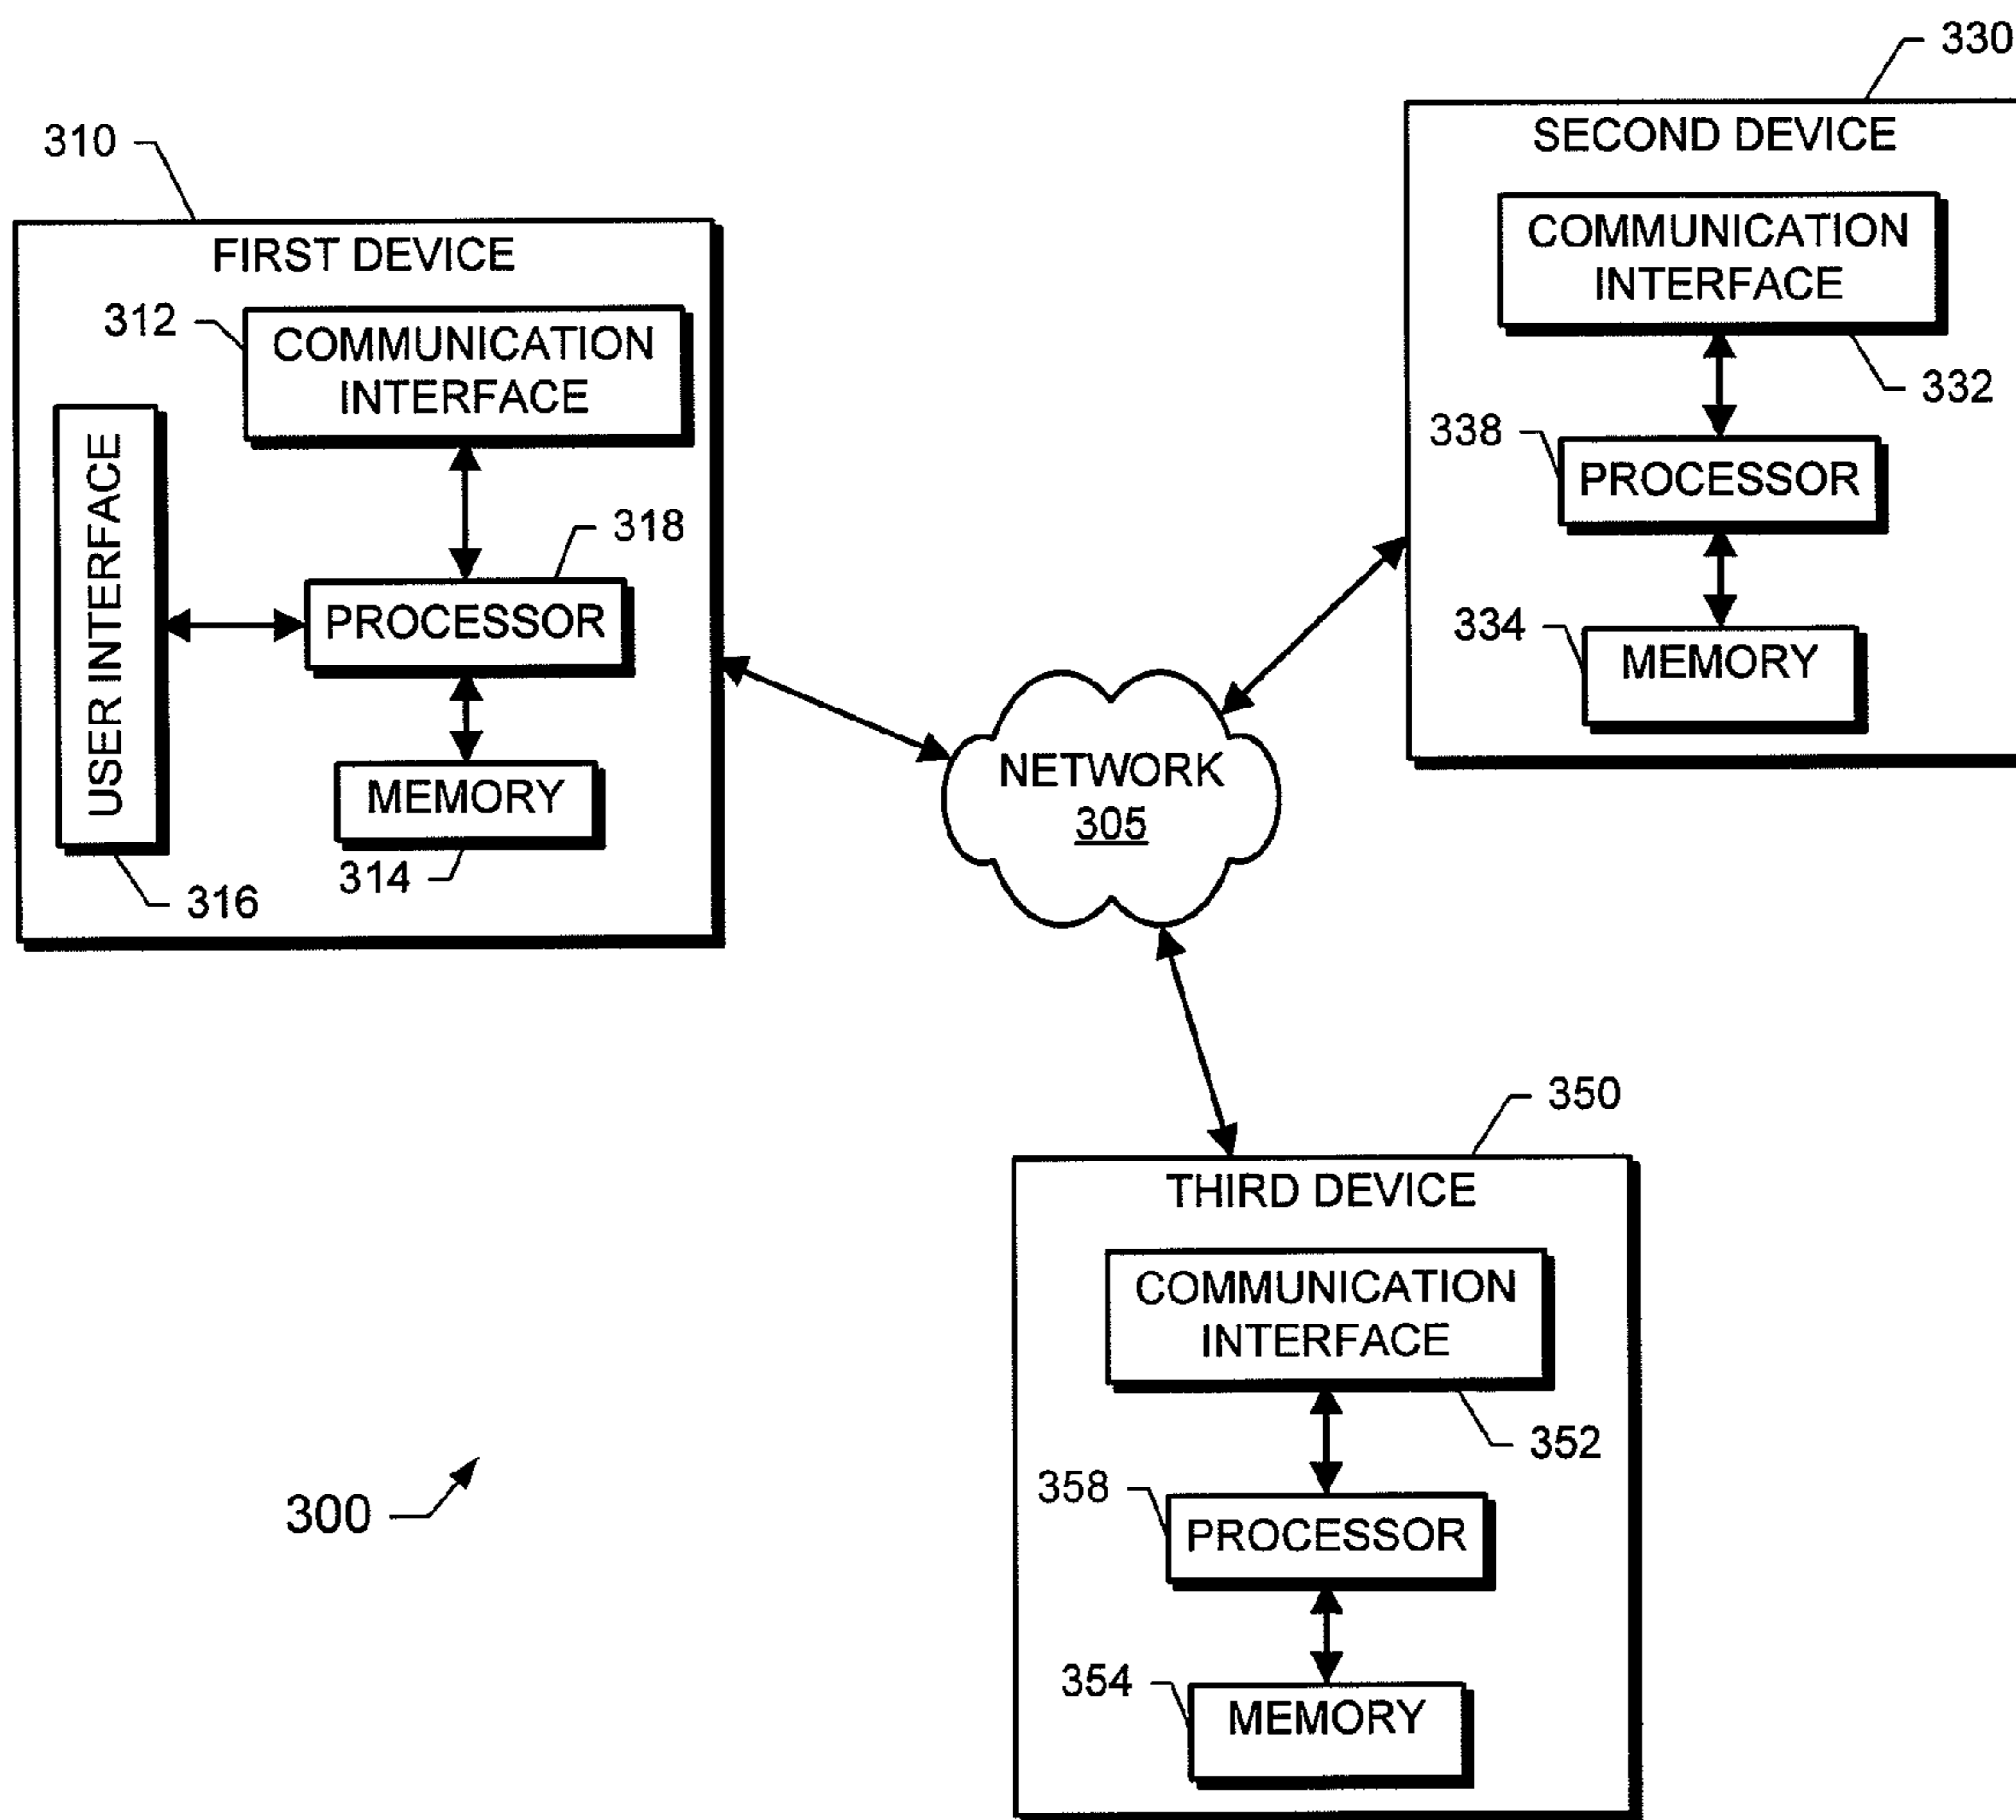 330
SECOND DEVICE
COMMUNICATION
INTERFACE
332
338
PROCESSOR
334
MEMORY
310
FIRST DEVICE
312
COMMUNICATION
INTERFACE
USER INTERFACE
318
PROCESSOR
MEMORY
314
316
NETWORK
305
350
THIRD DEVICE
COMMUNICATION
INTERFACE
352
358
PROCESSOR
354
MEMORY
300